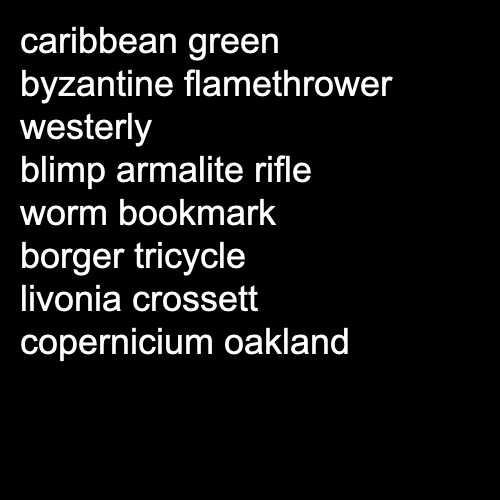 caribbean green
byzantine flamethrower
westerly
blimp armalite rifle
worm bookmark
borger tricycle
livonia crossett
copernicium oakland